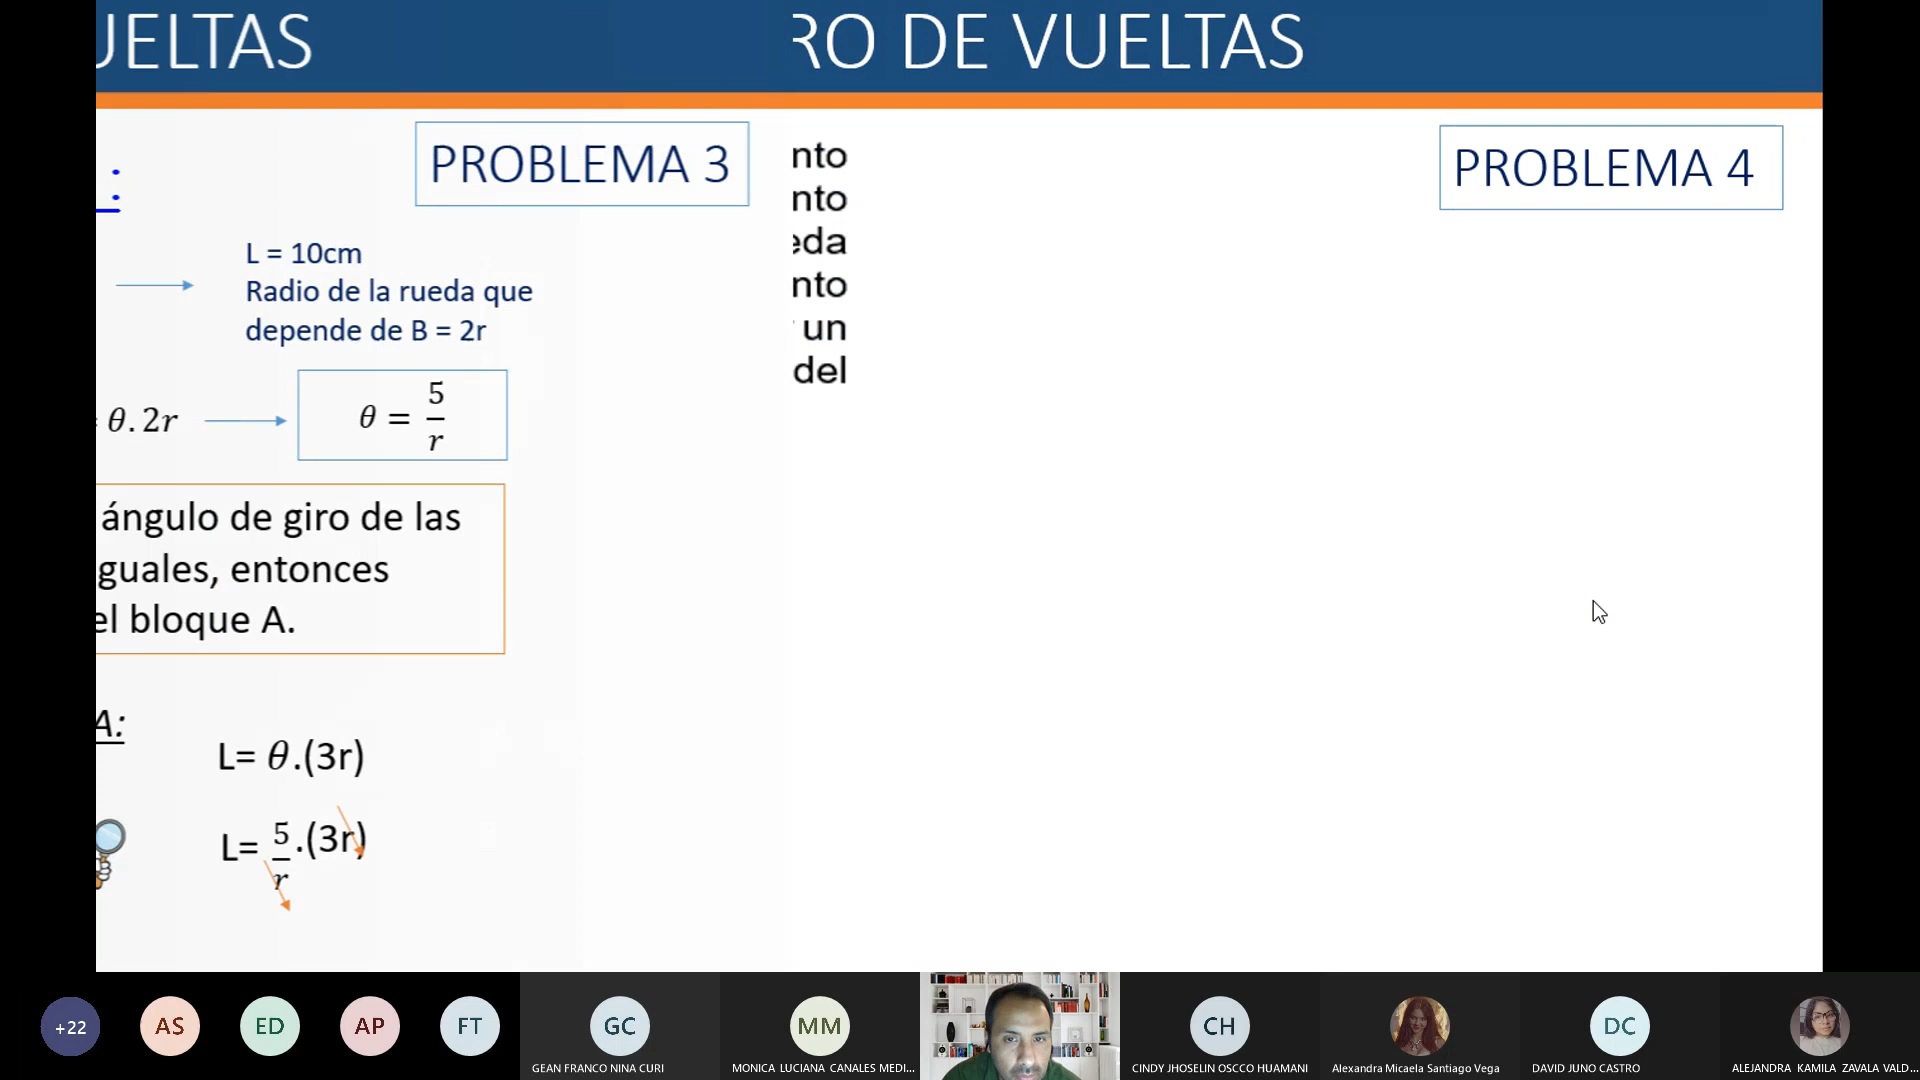 UELTAS
RO DE VUELTAS
PROBLEMA 3
:
L = 10cm
Radio de la rueda que
depende de B = 2r
θ.2r
θ = 5/r
ángulo de giro de las
guales, entonces
el bloque A.
A:
L= θ.(3r)
L= 5/r .(3r)
nto
nto
eda
nto
un
del
PROBLEMA 4
+22
AS
ED
AP
FT
GC
GEAN FRANCO NINA CURI
MM
MONICA LUCIANA CANALES MEDI...
CH
CINDY JHOSELIN OSCCO HUAMANI
Alexandra Micaela Santiago Vega
DC
DAVID JUNO CASTRO
ALEJANDRA KAMILA ZAVALA VALD...